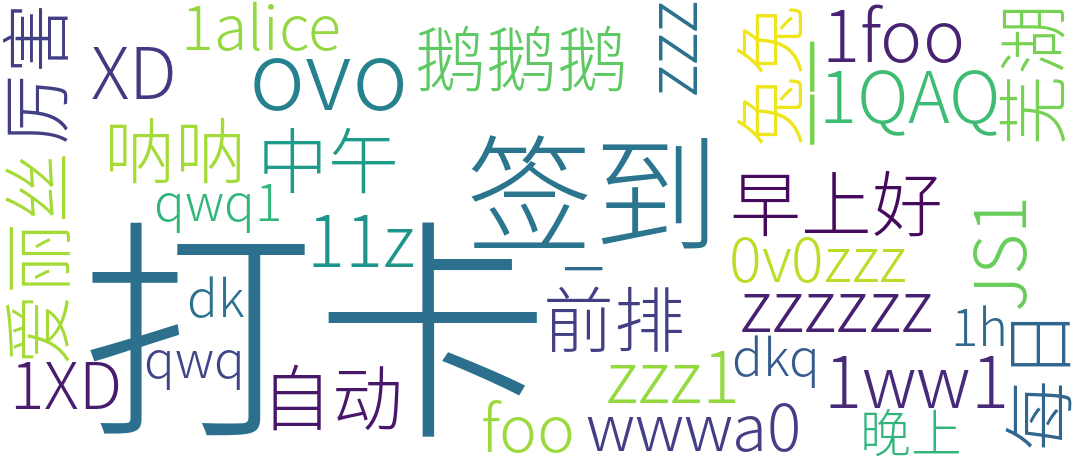 厉害
1alice
XD
ovo
鹅鹅鹅
zzz
兔兔
1foo
芜湖
1QAQ
呐呐
中午
签到
爱丽丝
qwq1
11z
早上好
打卡
dk
一
前排
0v0zzz
JS1
zzzzzz
1h
每日
qwq
1XD
自动
zzz1
dkq
1ww1
foo
wwwa0
晚上